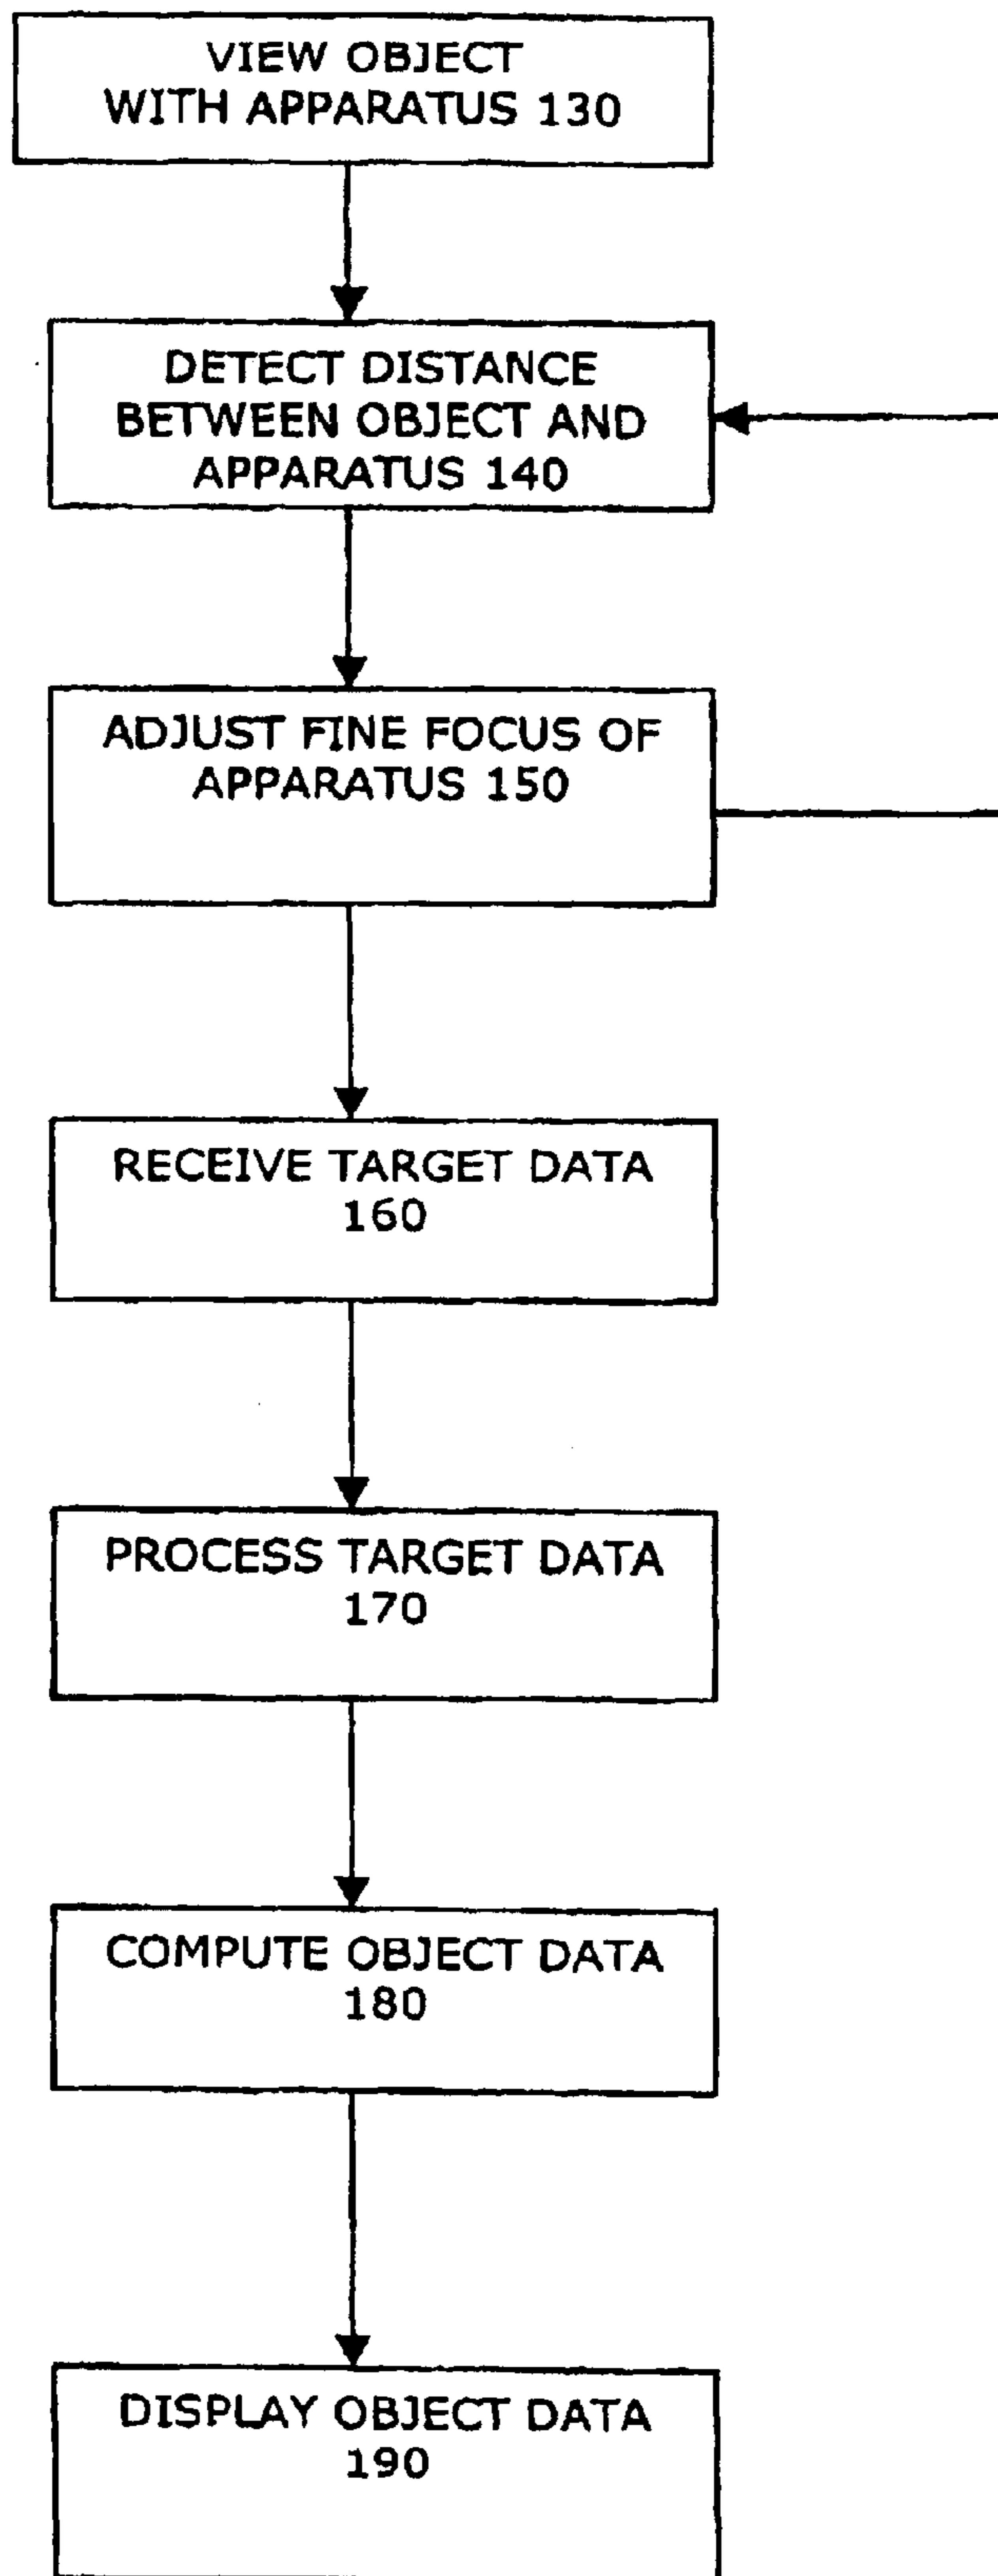 VIEW OBJECT
WITH APPARATUS 130
DETECT DISTANCE
BETWEEN OBJECT AND
APPARATUS 140
ADJUST FINE FOCUS OF
APPARATUS 150
RECEIVE TARGET DATA
160
PROCESS TARGET DATA
170
COMPUTE OBJECT DATA
180
DISPLAY OBJECT DATA
190